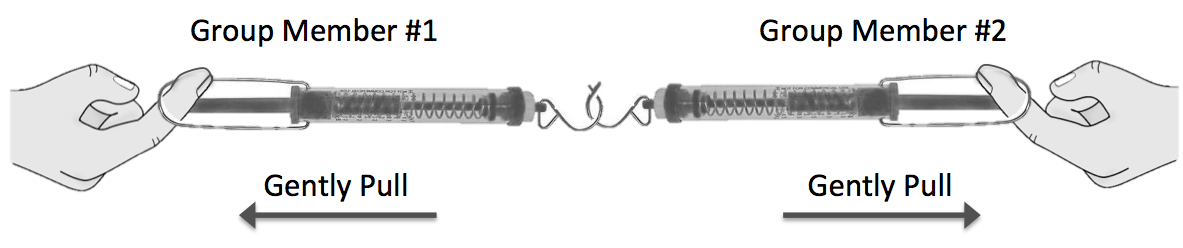 Group Member #1
Group Member #2
Gently Pull
Gently Pull